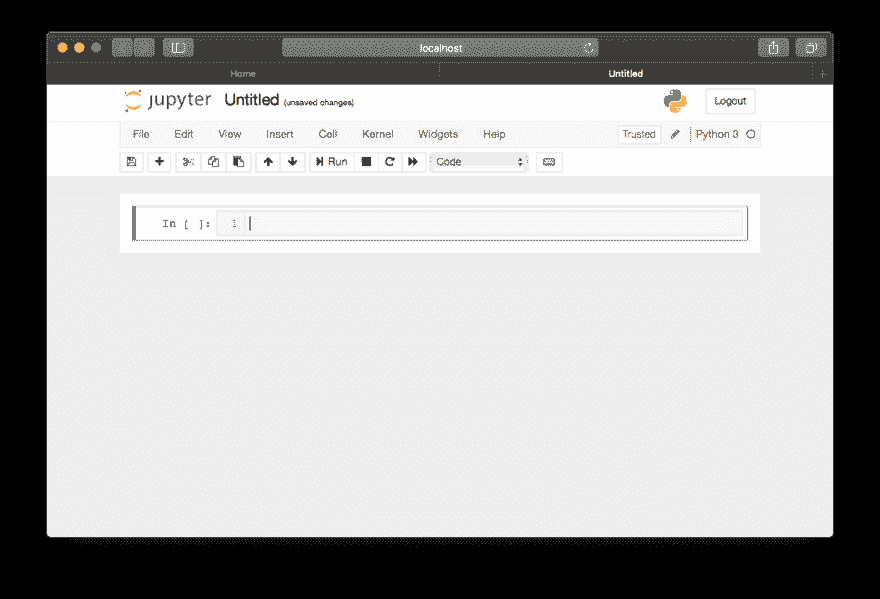 localhost
Home Untitled +
jupyter Untitled (unsaved changes) Logout
File Edit View Insert Cell Kernel Widgets Help Trusted Python 3
Run Code
In [ ]: 1